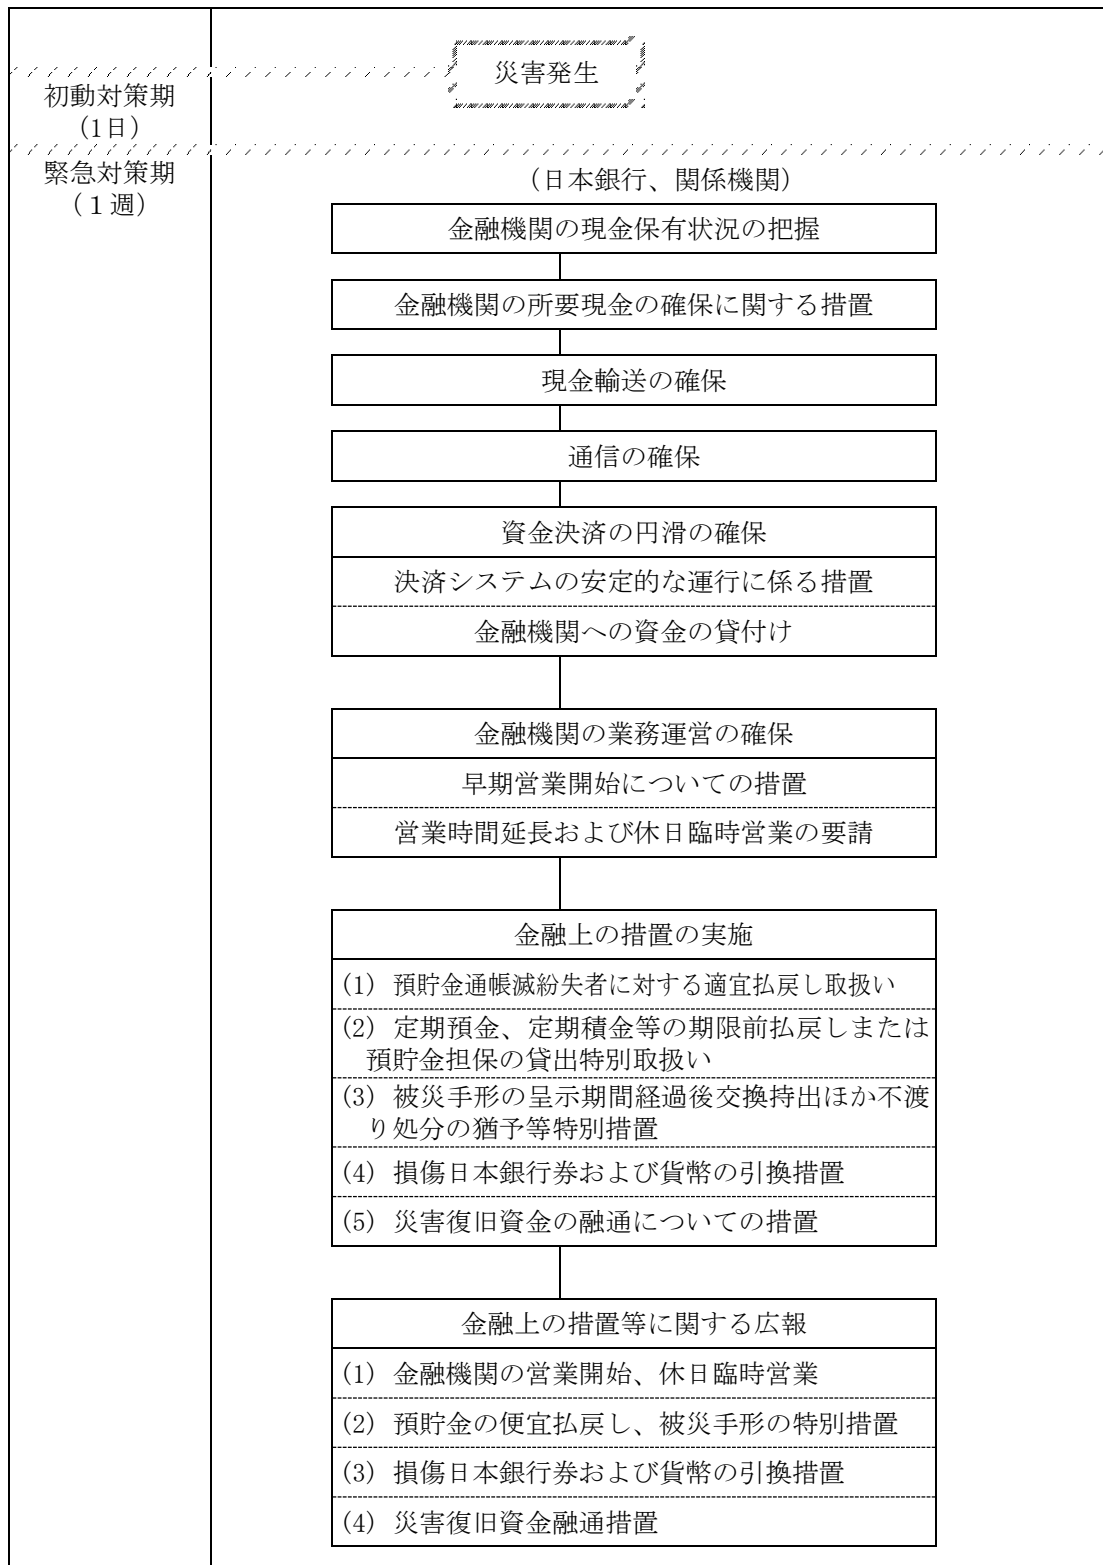 災害発生
初動対策期
（1日）
緊急対策期
（１週）
（日本銀行、関係機関）
金融機関の現金保有状況の把握
金融機関の所要現金の確保に関する措置
現金輸送の確保
通信の確保
資金決済の円滑の確保
決済システムの安定的な運行に係る措置
金融機関への資金の貸付け
金融機関の業務運営の確保
早期営業開始についての措置
営業時間延長および休日臨時営業の要請
金融上の措置の実施
(1) 預貯金通帳滅紛失者に対する適宜払戻し取扱い
(2) 定期預金、定期積金等の期限前払戻しまたは
預貯金担保の貸出特別取扱い
(3) 被災手形の呈示期間経過後交換持出ほか不渡
り処分の猶予等特別措置
(4) 損傷日本銀行券および貨幣の引換措置
(5) 災害復旧資金の融通についての措置
金融上の措置等に関する広報
(1) 金融機関の営業開始、休日臨時営業
(2) 預貯金の便宜払戻し、被災手形の特別措置
(3) 損傷日本銀行券および貨幣の引換措置
(4) 災害復旧資金融通措置